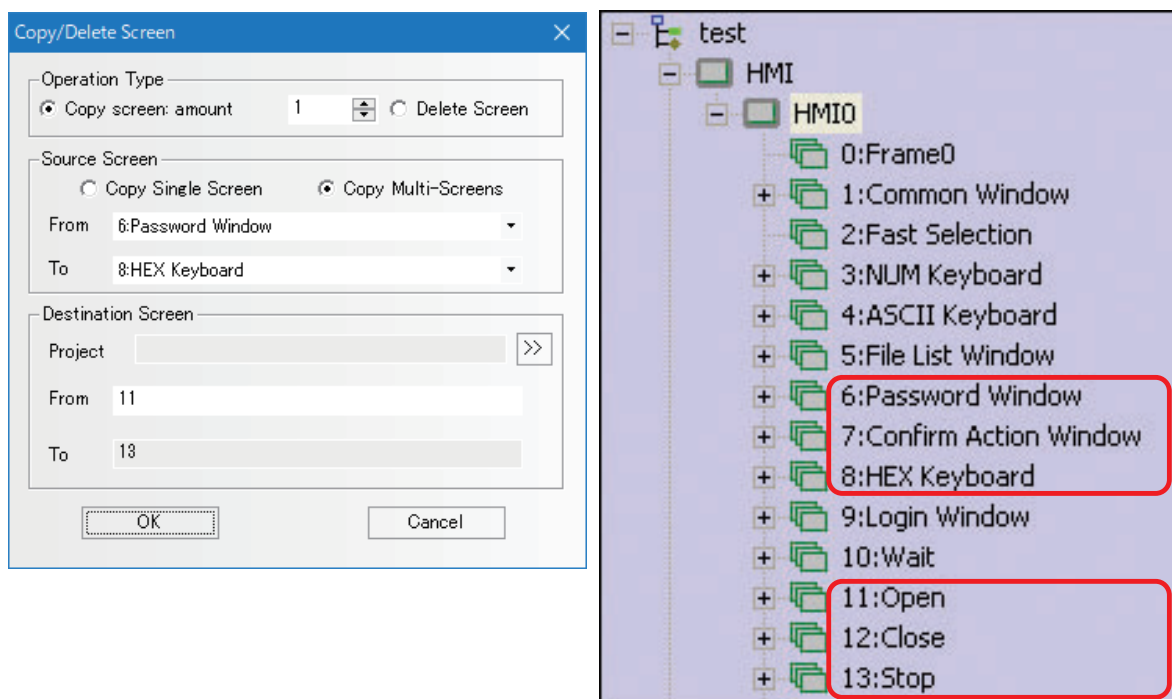 Copy/Delete Screen
Operation Type
Copy screen: amount 1 Delete Screen
Source Screen
Copy Single Screen Copy Multi-Screens
From 6:Password Window
To 8:HEX Keyboard
Destination Screen
Project >>
From 11
To 13
OK Cancel
test
HMI
HMI0
0:Frame0
1:Common Window
2:Fast Selection
3:NUM Keyboard
4:ASCII Keyboard
5:File List Window
6:Password Window
7:Confirm Action Window
8:HEX Keyboard
9:Login Window
10:Wait
11:Open
12:Close
13:Stop